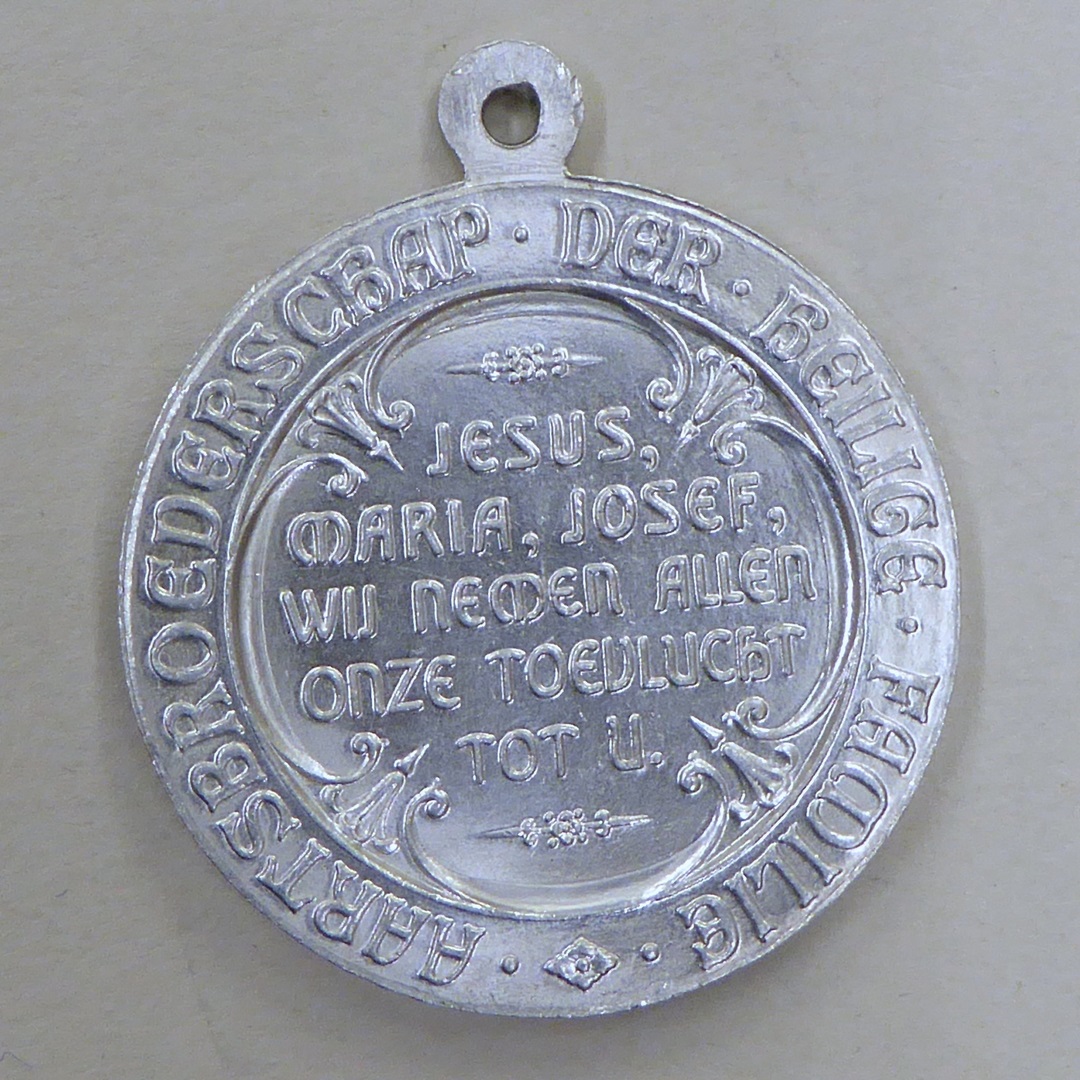 AARTSBROEDERSCHAP · DER · HEILIGE · FAMILIE
JESUS,
MARIA, JOSEF,
WIJ NEMEN ALLEN
ONZE TOEVLUCHT
TOT U.